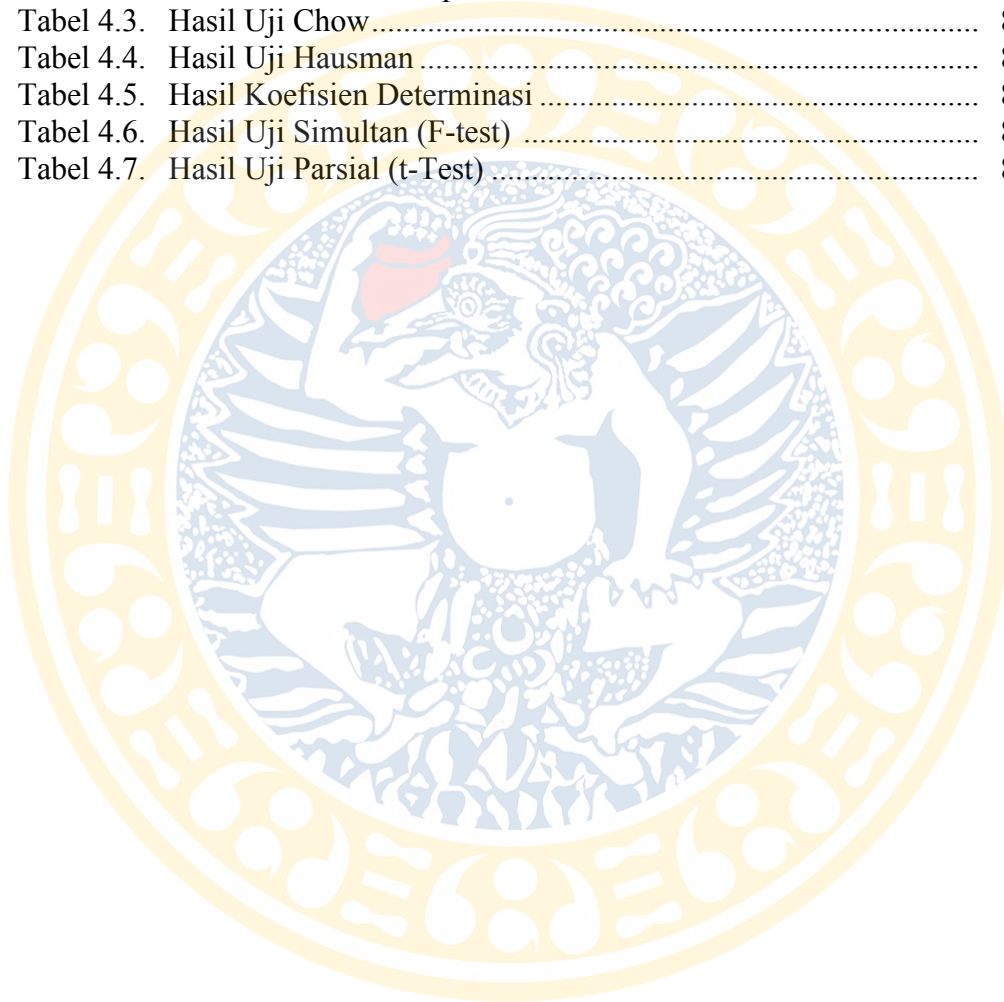 Tabel 4.3. Hasil Uji Chow............................................................................
Tabel 4.4. Hasil Uji Hausman ......................................................................
Tabel 4.5. Hasil Koefisien Determinasi .......................................................
Tabel 4.6. Hasil Uji Simultan (F-test) .........................................................
Tabel 4.7. Hasil Uji Parsial (t-Test) .............................................................